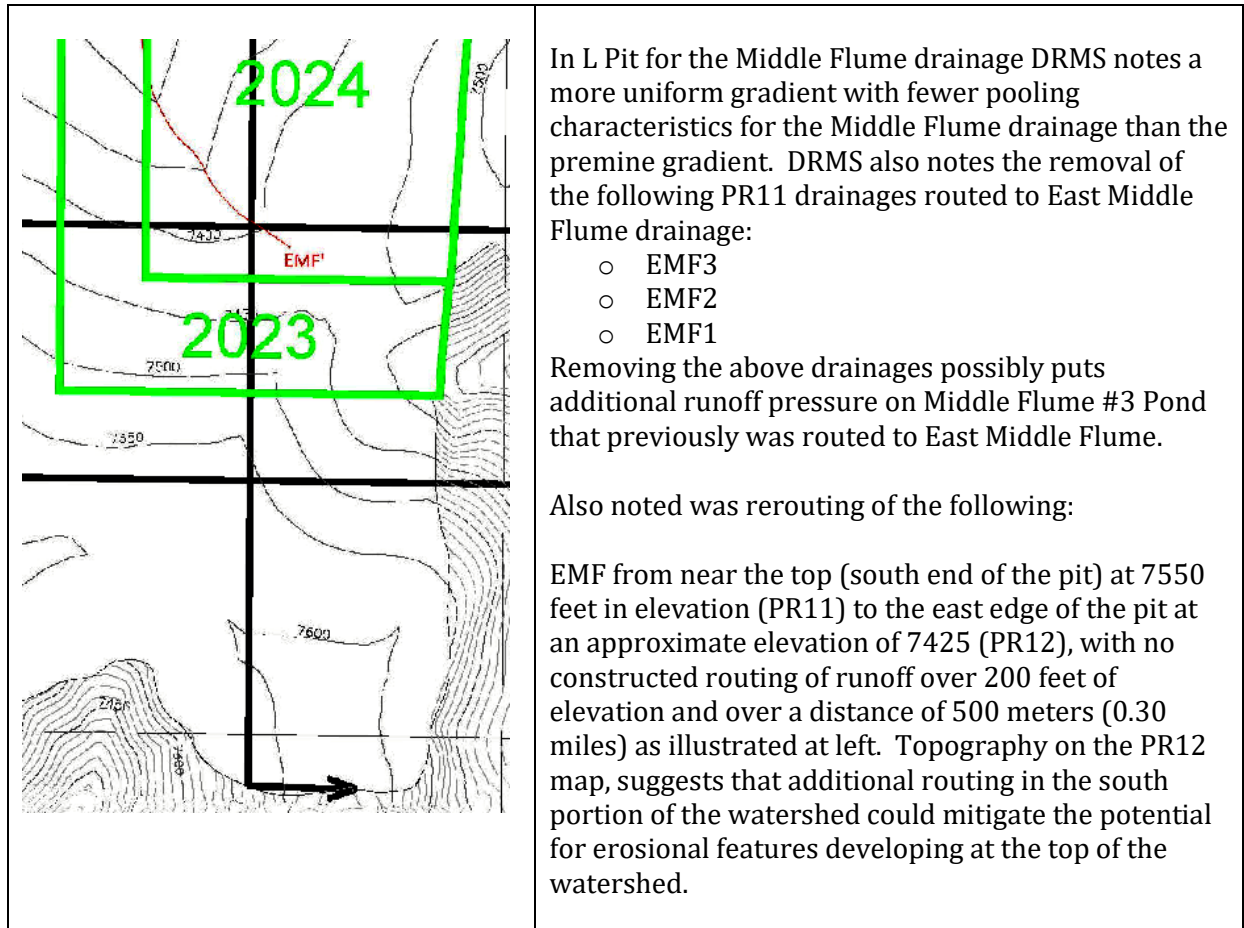 2024
7500
7400
EMF'
2023
7500
7550
7600
In L Pit for the Middle Flume drainage DRMS notes a
more uniform gradient with fewer pooling
characteristics for the Middle Flume drainage than the
premine gradient. DRMS also notes the removal of
the following PR11 drainages routed to East Middle
Flume drainage:
o EMF3
o EMF2
o EMF1
Removing the above drainages possibly puts
additional runoff pressure on Middle Flume #3 Pond
that previously was routed to East Middle Flume.
Also noted was rerouting of the following:
EMF from near the top (south end of the pit) at 7550
feet in elevation (PR11) to the east edge of the pit at
an approximate elevation of 7425 (PR12), with no
constructed routing of runoff over 200 feet of
elevation and over a distance of 500 meters (0.30
miles) as illustrated at left. Topography on the PR12
map, suggests that additional routing in the south
portion of the watershed could mitigate the potential
for erosional features developing at the top of the
watershed.